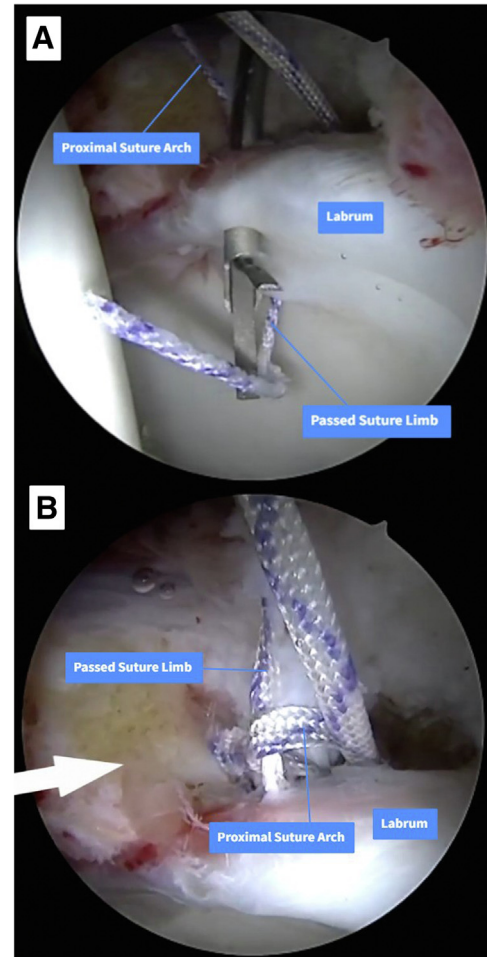 A
Proximal Suture Arch
Labrum
Passed Suture Limb
B
Passed Suture Limb
Proximal Suture Arch
Labrum